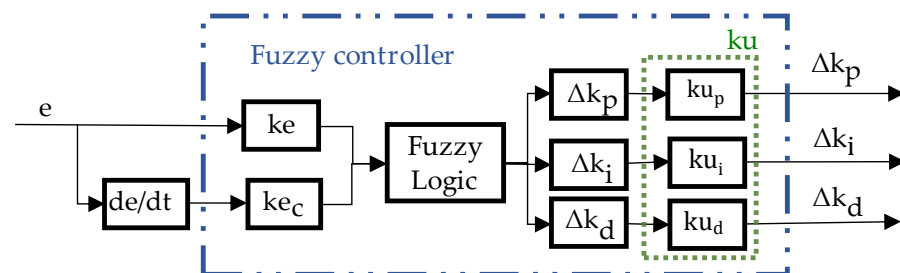 ku
Fuzzy controller
Δkp
e
ke
Δkp
kup
Fuzzy
Logic
Δki
kui
Δki
de/dt
kec
Δkd
kud
Δkd